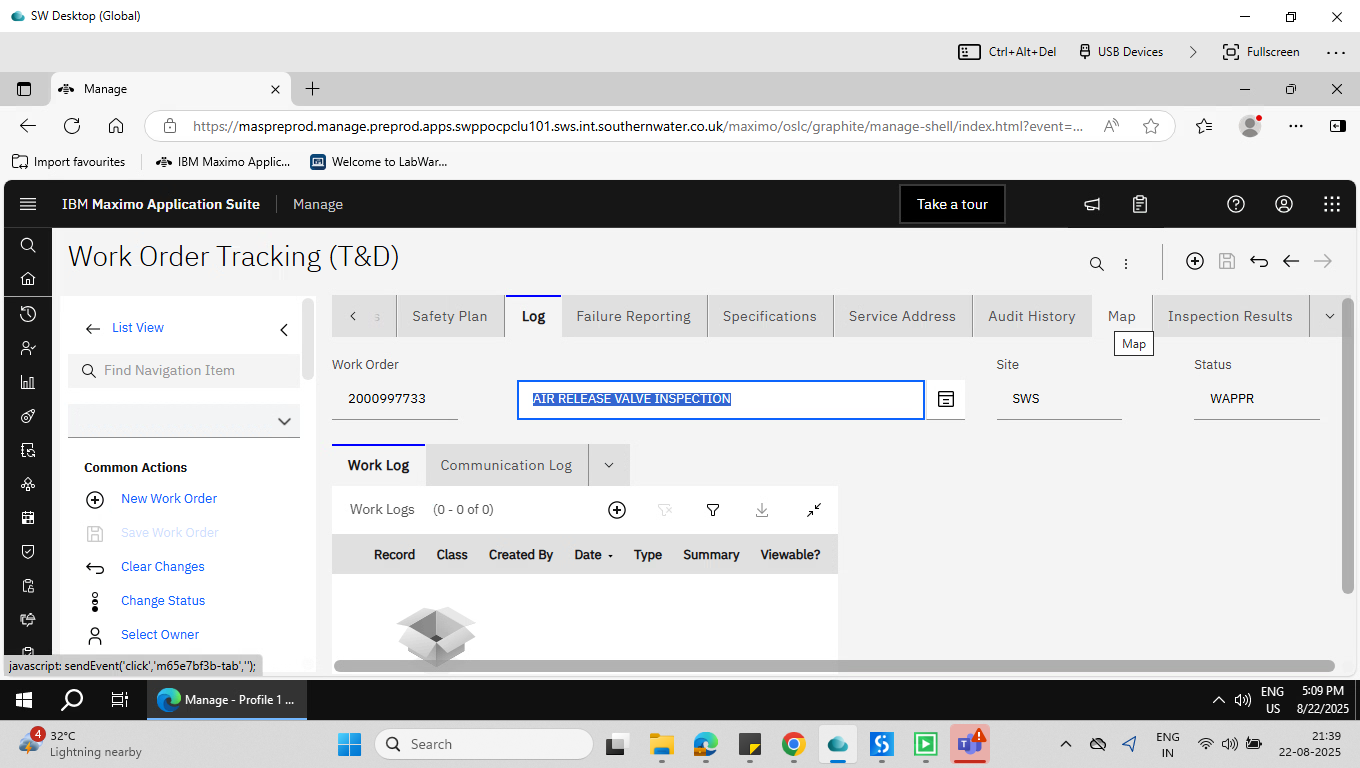 SW Desktop (Global)
Ctrl+Alt+Del
USB Devices
Fullscreen
Manage
https://maspreprod.manage.preprod.apps.swppocpclu101.sws.int.southernwater.co.uk/maximo/oslc/graphite/manage-shell/index.html?event=...
Import favourites
IBM Maximo Applic...
Welcome to LabWar...
IBM Maximo Application Suite
Manage
Take a tour
Work Order Tracking (T&D)
List View
Find Navigation Item
Common Actions
New Work Order
Save Work Order
Clear Changes
Change Status
Select Owner
s
Safety Plan
Log
Failure Reporting
Specifications
Service Address
Audit History
Map
Inspection Results
Map
Work Order
Site
Status
2000997733
AIR RELEASE VALVE INSPECTION
SWS
WAPPR
Work Log
Communication Log
Work Logs (0 - 0 of 0)
Record Class Created By Date Type Summary Viewable?
javascript: sendEvent('click','m65e7bf3b-tab','');
Manage - Profile 1 ...
ENG
US
5:09 PM
8/22/2025
4
32°C
Lightning nearby
Search
ENG
IN
21:39
22-08-2025